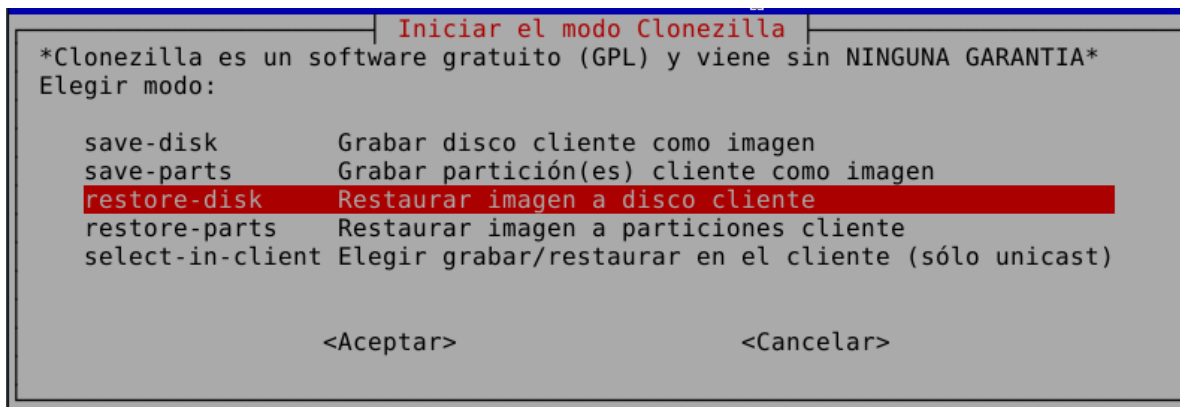 Iniciar el modo Clonezilla
*Clonezilla es un software gratuito (GPL) y viene sin NINGUNA GARANTIA*
Elegir modo:
save-disk Grabar disco cliente como imagen
save-parts Grabar partición(es) cliente como imagen
restore-disk Restaurar imagen a disco cliente
restore-parts Restaurar imagen a particiones cliente
select-in-client Elegir grabar/restaurar en el cliente (sólo unicast)
<Aceptar> <Cancelar>